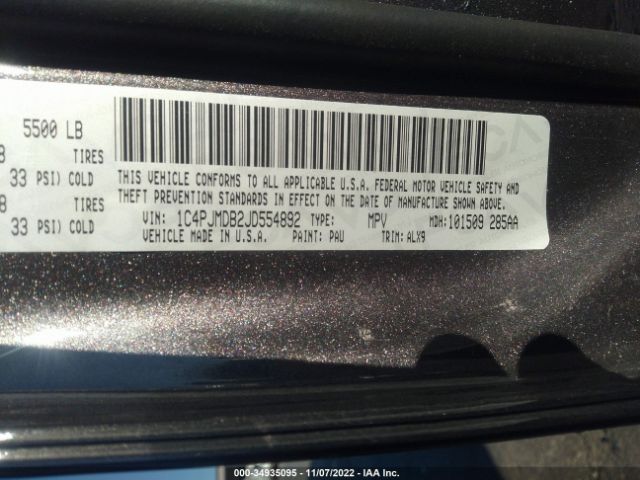 5500 LB
TIRES
33 PSI) COLD
TIRES
33 PSI) COLD
THIS VEHICLE CONFORMS TO ALL APPLICABLE U.S.A. FEDERAL MOTOR VEHICLE SAFETY AND
THEFT PREVENTION STANDARDS IN EFFECT ON THE DATE OF MANUFACTURE SHOWN ABOVE.
VIN: 1C4PJMDB2JD554892 TYPE: MPV MDH: 101509 285AA
VEHICLE MADE IN U.S.A. PAINT: PAU TRIM: ALX9
000-34935095 - 11/07/2022 - IAA Inc.